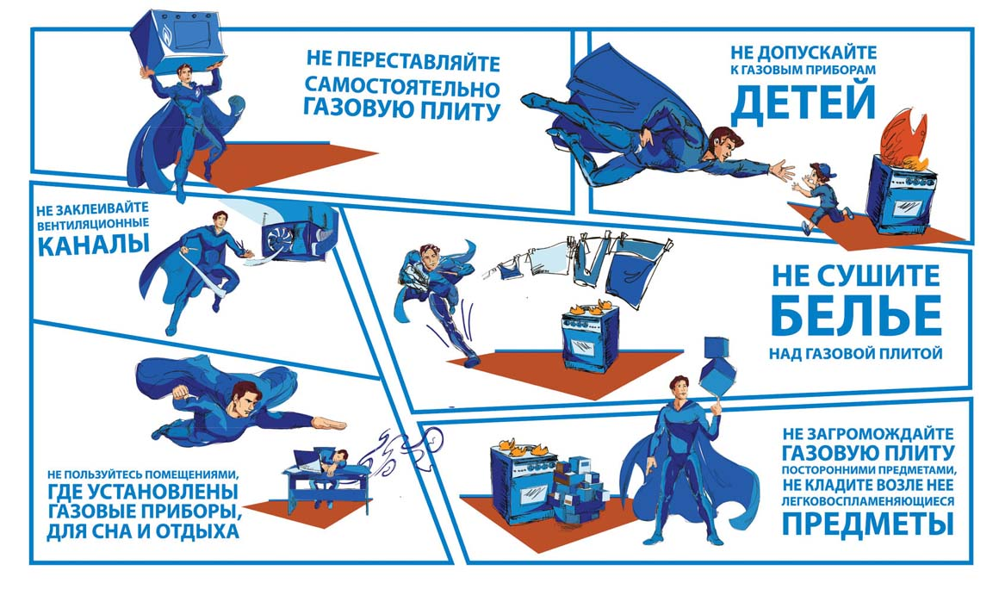 НЕ ПЕРЕСТАВЛЯЙТЕ
САМОСТОЯТЕЛЬНО
ГАЗОВУЮ ПЛИТУ
НЕ ДОПУСКАЙТЕ
К ГАЗОВЫМ ПРИБОРАМ
ДЕТЕЙ
НЕ ЗАКЛЕИВАЙТЕ
ВЕНТИЛЯЦИОННЫЕ
КАНАЛЫ
НЕ СУШИТЕ
БЕЛЬЕ
НАД ГАЗОВОЙ ПЛИТОЙ
НЕ ПОЛЬЗУЙТЕСЬ ПОМЕЩЕНИЯМИ,
ГДЕ УСТАНОВЛЕНЫ
ГАЗОВЫЕ ПРИБОРЫ,
ДЛЯ СНА И ОТДЫХА
НЕ ЗАГРОМОЖДАЙТЕ
ГАЗОВУЮ ПЛИТУ
ПОСТОРОННИМИ ПРЕДМЕТАМИ,
НЕ КЛАДИТЕ ВОЗЛЕ НЕЕ
ЛЕГКОВОСПЛАМЕНЯЮЩИЕСЯ
ПРЕДМЕТЫ